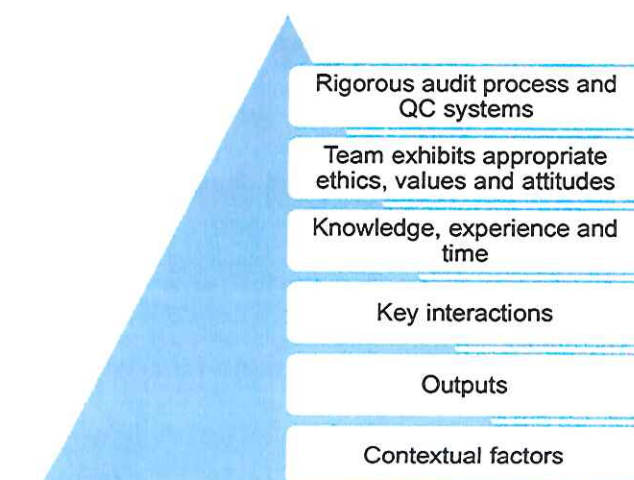 Rigorous audit process and
QC systems
Team exhibits appropriate
ethics, values and attitudes
Knowledge, experience and
time
Key interactions
Outputs
Contextual factors